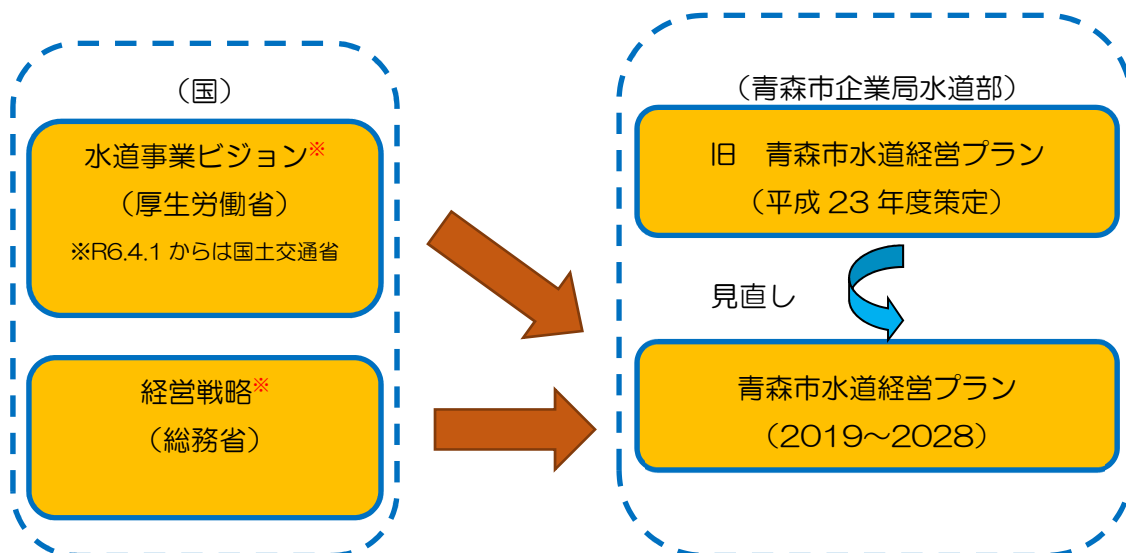 （国）
水道事業ビジョン※
（厚生労働省）
※R6.4.1 からは国土交通省
経営戦略※
（総務省）
（青森市企業局水道部）
旧　青森市水道経営プラン
（平成 23 年度策定）
見直し
青森市水道経営プラン
（2019～2028）